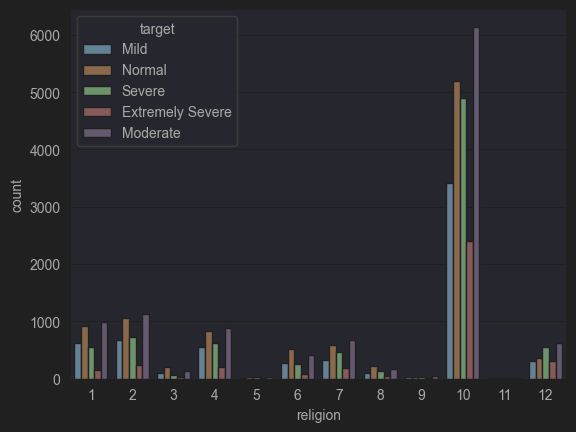 target
Mild
Normal
Severe
Extremely Severe
Moderate
6000
5000
4000
3000
2000
1000
0
count
1 2 3 4 5 6 7 8 9 10 11 12
religion